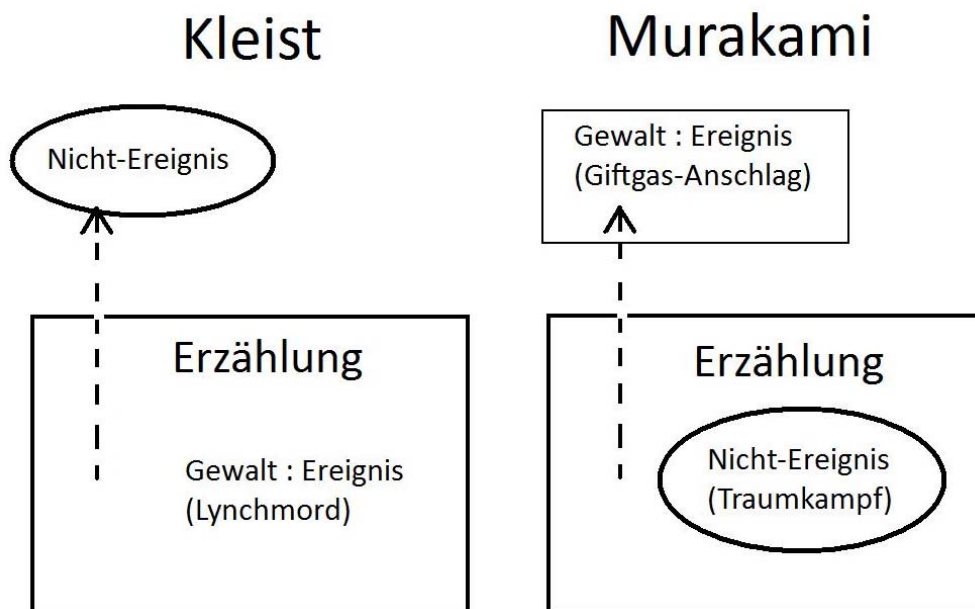 Kleist
Nicht-Ereignis
Erzählung
Gewalt : Ereignis
(Lynchmord)
Murakami
Gewalt : Ereignis
(Giftgas-Anschlag)
Erzählung
Nicht-Ereignis
(Traumkampf)